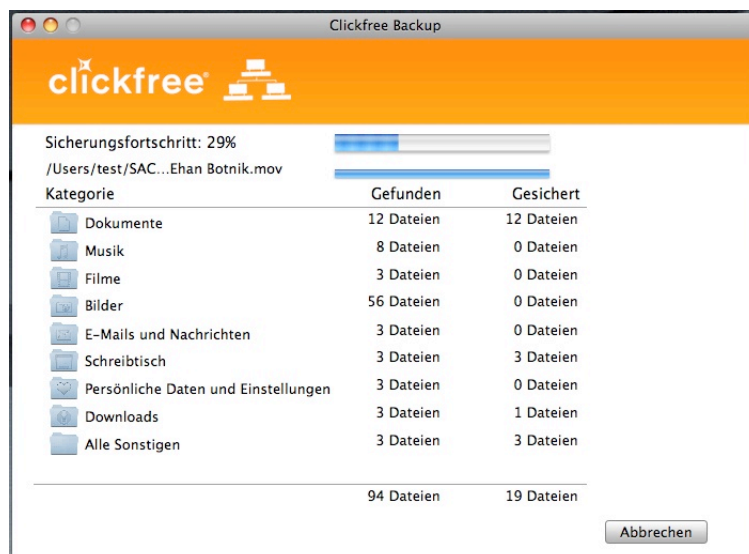 Clickfree Backup
clickfree
Sicherungsfortschritt: 29%
/Users/test/SAC...Ehan Botnik.mov
Kategorie Gefunden Gesichert
Dokumente 12 Dateien 12 Dateien
Musik 8 Dateien 0 Dateien
Filme 3 Dateien 0 Dateien
Bilder 56 Dateien 0 Dateien
E-Mails und Nachrichten 3 Dateien 0 Dateien
Schreibtisch 3 Dateien 3 Dateien
Persönliche Daten und Einstellungen 3 Dateien 0 Dateien
Downloads 3 Dateien 1 Dateien
Alle Sonstigen 3 Dateien 3 Dateien
94 Dateien 19 Dateien
Abbrechen